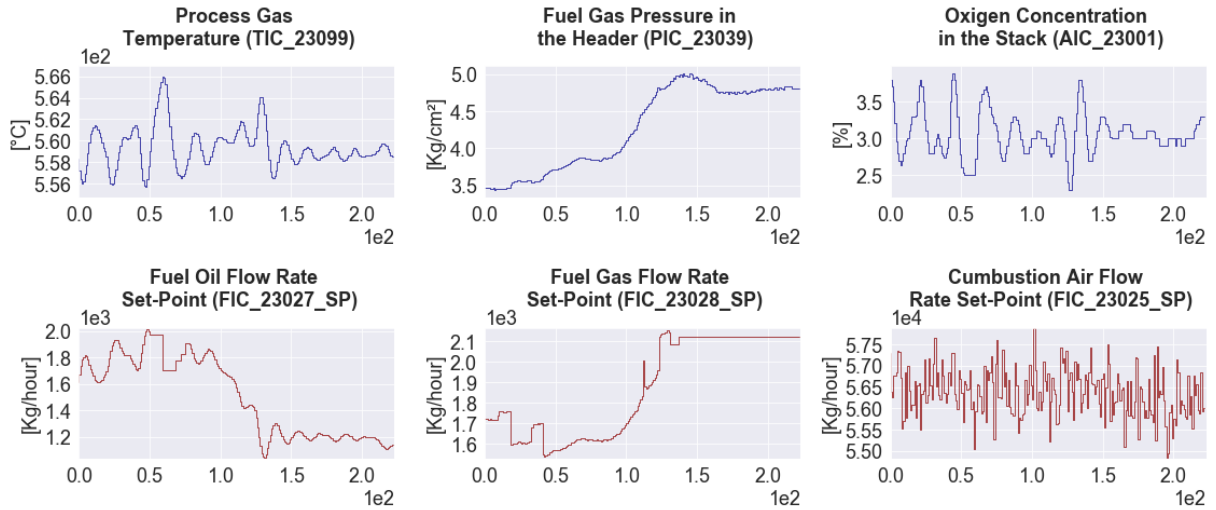 Process Gas
Temperature (TIC_23099)
1e2
[°C]
5.66
5.64
5.62
5.60
5.58
5.56
0.0 0.5 1.0 1.5 2.0
1e2
Fuel Gas Pressure in
the Header (PIC_23039)
[Kg/cm²]
5.0
4.5
4.0
3.5
0.0 0.5 1.0 1.5 2.0
1e2
Oxigen Concentration
in the Stack (AIC_23001)
[%]
3.5
3.0
2.5
0.0 0.5 1.0 1.5 2.0
1e2
Fuel Oil Flow Rate
Set-Point (FIC_23027_SP)
1e3
[Kg/hour]
2.0
1.8
1.6
1.4
1.2
0.0 0.5 1.0 1.5 2.0
1e2
Fuel Gas Flow Rate
Set-Point (FIC_23028_SP)
1e3
[Kg/hour]
2.1
2.0
1.9
1.8
1.7
1.6
0.0 0.5 1.0 1.5 2.0
1e2
Cumbustion Air Flow
Rate Set-Point (FIC_23025_SP)
1e4
[Kg/hour]
5.75
5.70
5.65
5.60
5.55
5.50
0.0 0.5 1.0 1.5 2.0
1e2